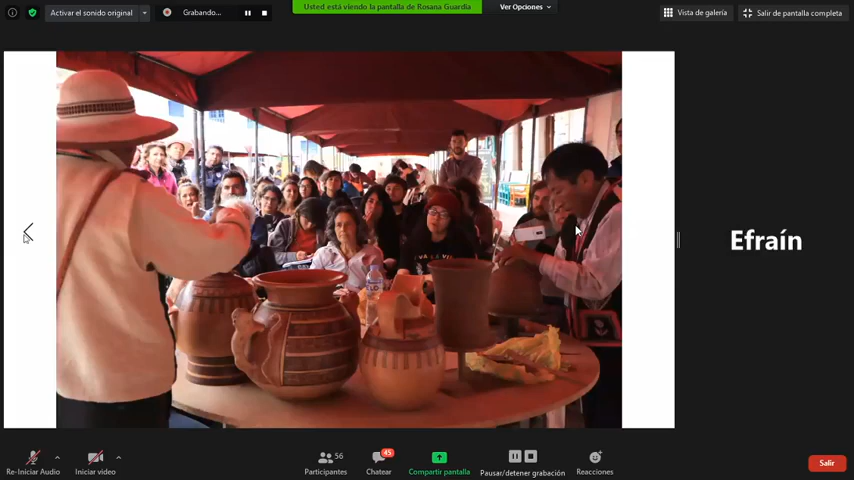 Activar el sonido original
Grabando...
Usted está viendo la pantalla de Rosana Guardia
Ver Opciones
Vista de galería
Salir de pantalla completa
Efraín
Re-Iniciar Audio
Iniciar video
56
Participantes
45
Chatear
Compartir pantalla
Pausar/detener grabación
Reacciones
Salir